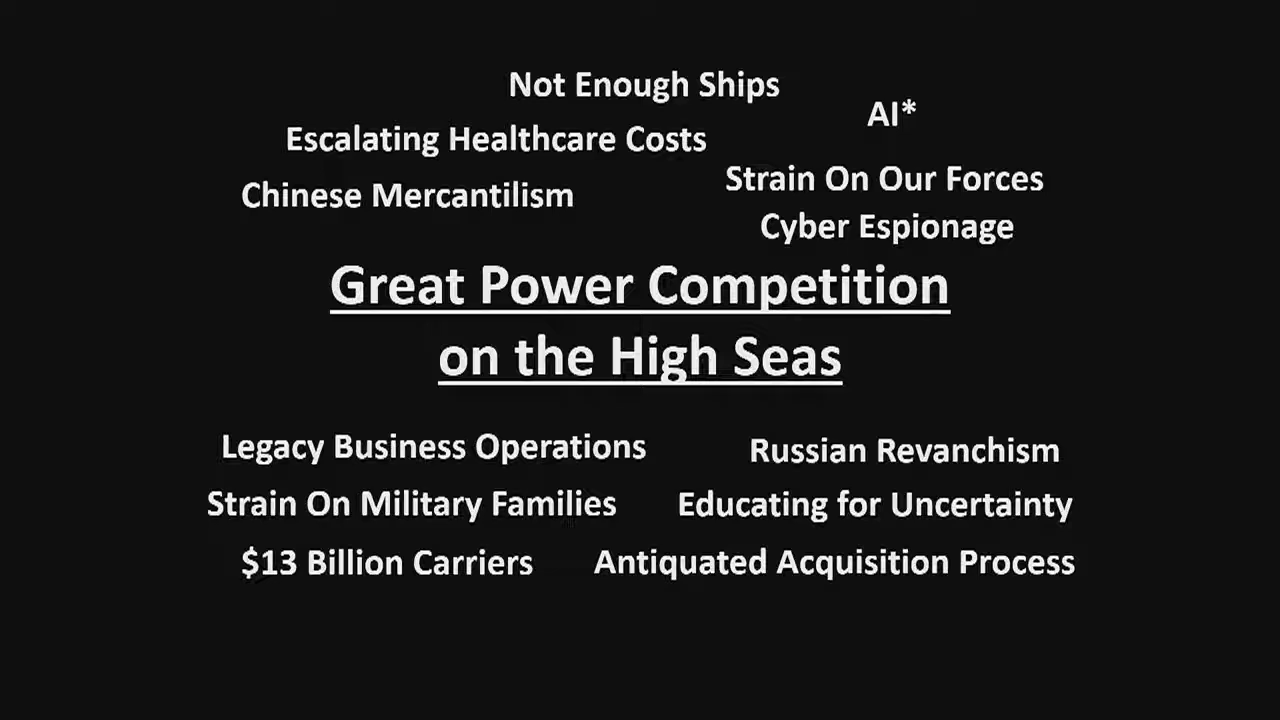 Not Enough Ships
AI*
Escalating Healthcare Costs
Strain On Our Forces
Chinese Mercantilism
Cyber Espionage
Great Power Competition
on the High Seas
Legacy Business Operations
Russian Revanchism
Strain On Military Families
Educating for Uncertainty
$13 Billion Carriers
Antiquated Acquisition Process